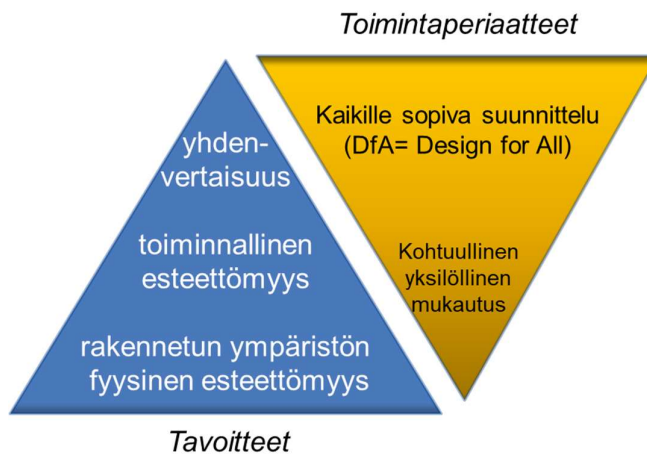 Toimintaperiaatteet
Kaikille sopiva suunnittelu
(DfA= Design for All)
Kohtuullinen
yksilöllinen
mukautus
yhden-
vertaisuus
toiminnallinen
esteettömyys
rakennetun ympäristön
fyysinen esteettömyys
Tavoitteet